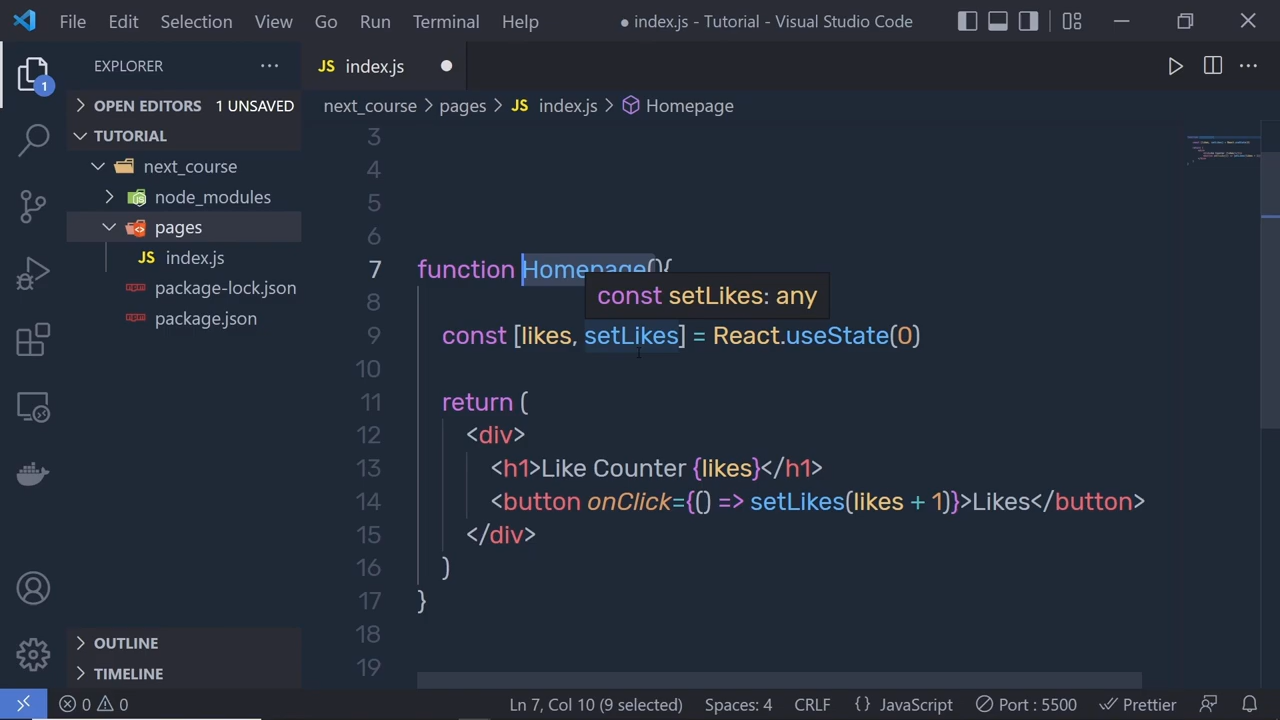 File Edit Selection View Go Run Terminal Help ● index.js - Tutorial - Visual Studio Code
EXPLORER ···
JS index.js ●
OPEN EDITORS 1 UNSAVED
next_course > pages > JS index.js > Homepage
TUTORIAL
next_course
node_modules
pages
JS index.js
package-lock.json
package.json
OUTLINE
TIMELINE
1
3
4
5
6
7 function Homepage(){
const setLikes: any
8
9 const [likes, setLikes] = React.useState(0)
10
11 return (
12 <div>
13 <h1>Like Counter {likes}</h1>
14 <button onClick={() => setLikes(likes + 1)}>Likes</button>
15 </div>
16 )
17 }
18
19
0 0 Ln 7, Col 10 (9 selected) Spaces: 4 CRLF {} JavaScript Port : 5500 Prettier